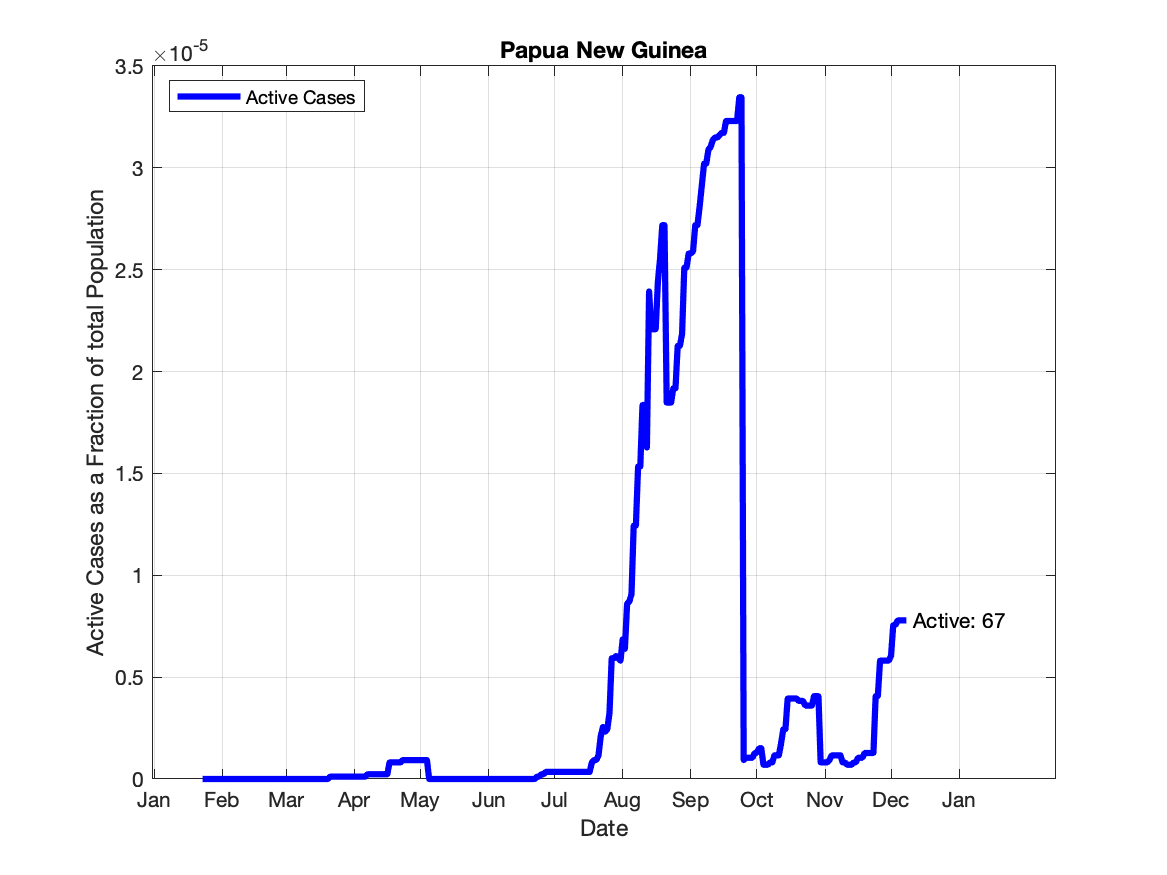 Papua New Guinea
×10-5
Active Cases
3.5
3
2.5
2
1.5
1
0.5
0
Active Cases as a Fraction of total Population
Active: 67
Jan Feb Mar Apr May Jun Jul Aug Sep Oct Nov Dec Jan
Date